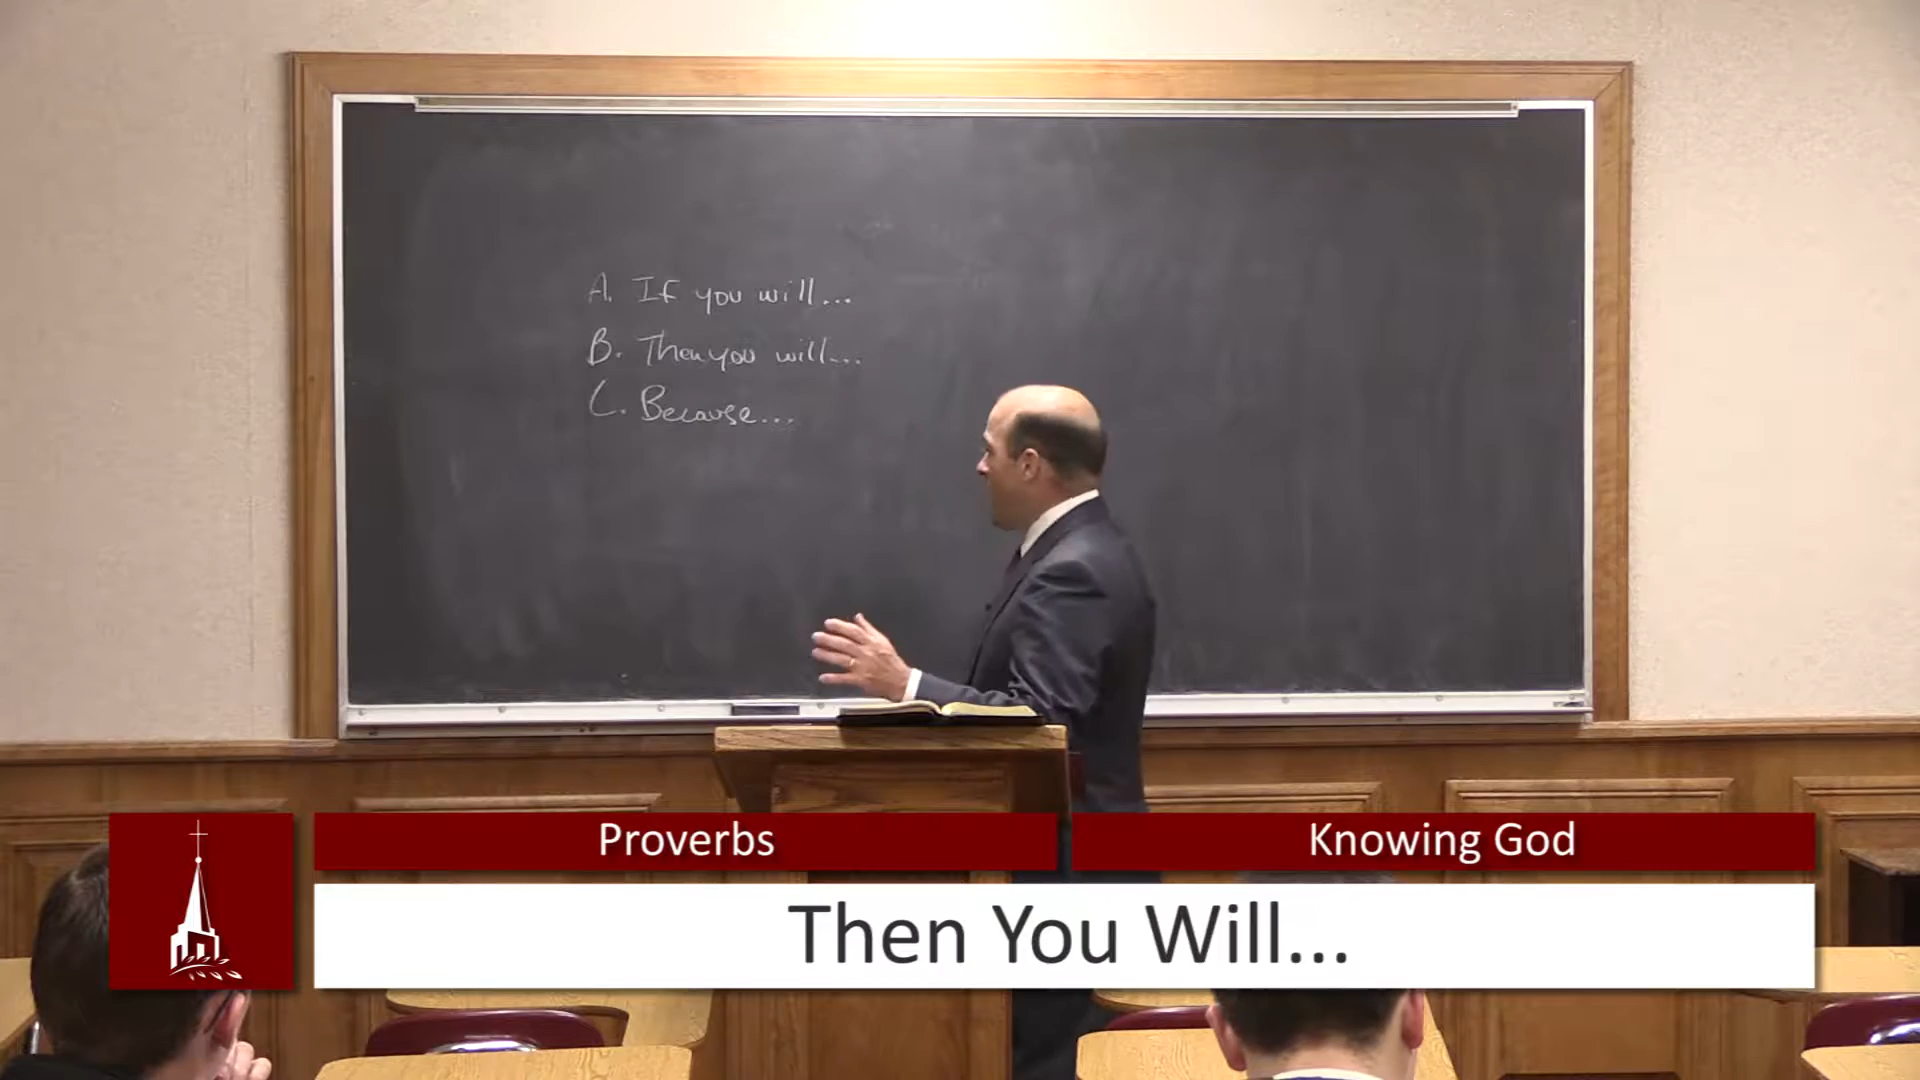 A. If you will...
B. Then you will...
C. Because...
Proverbs
Knowing God
Then You Will...